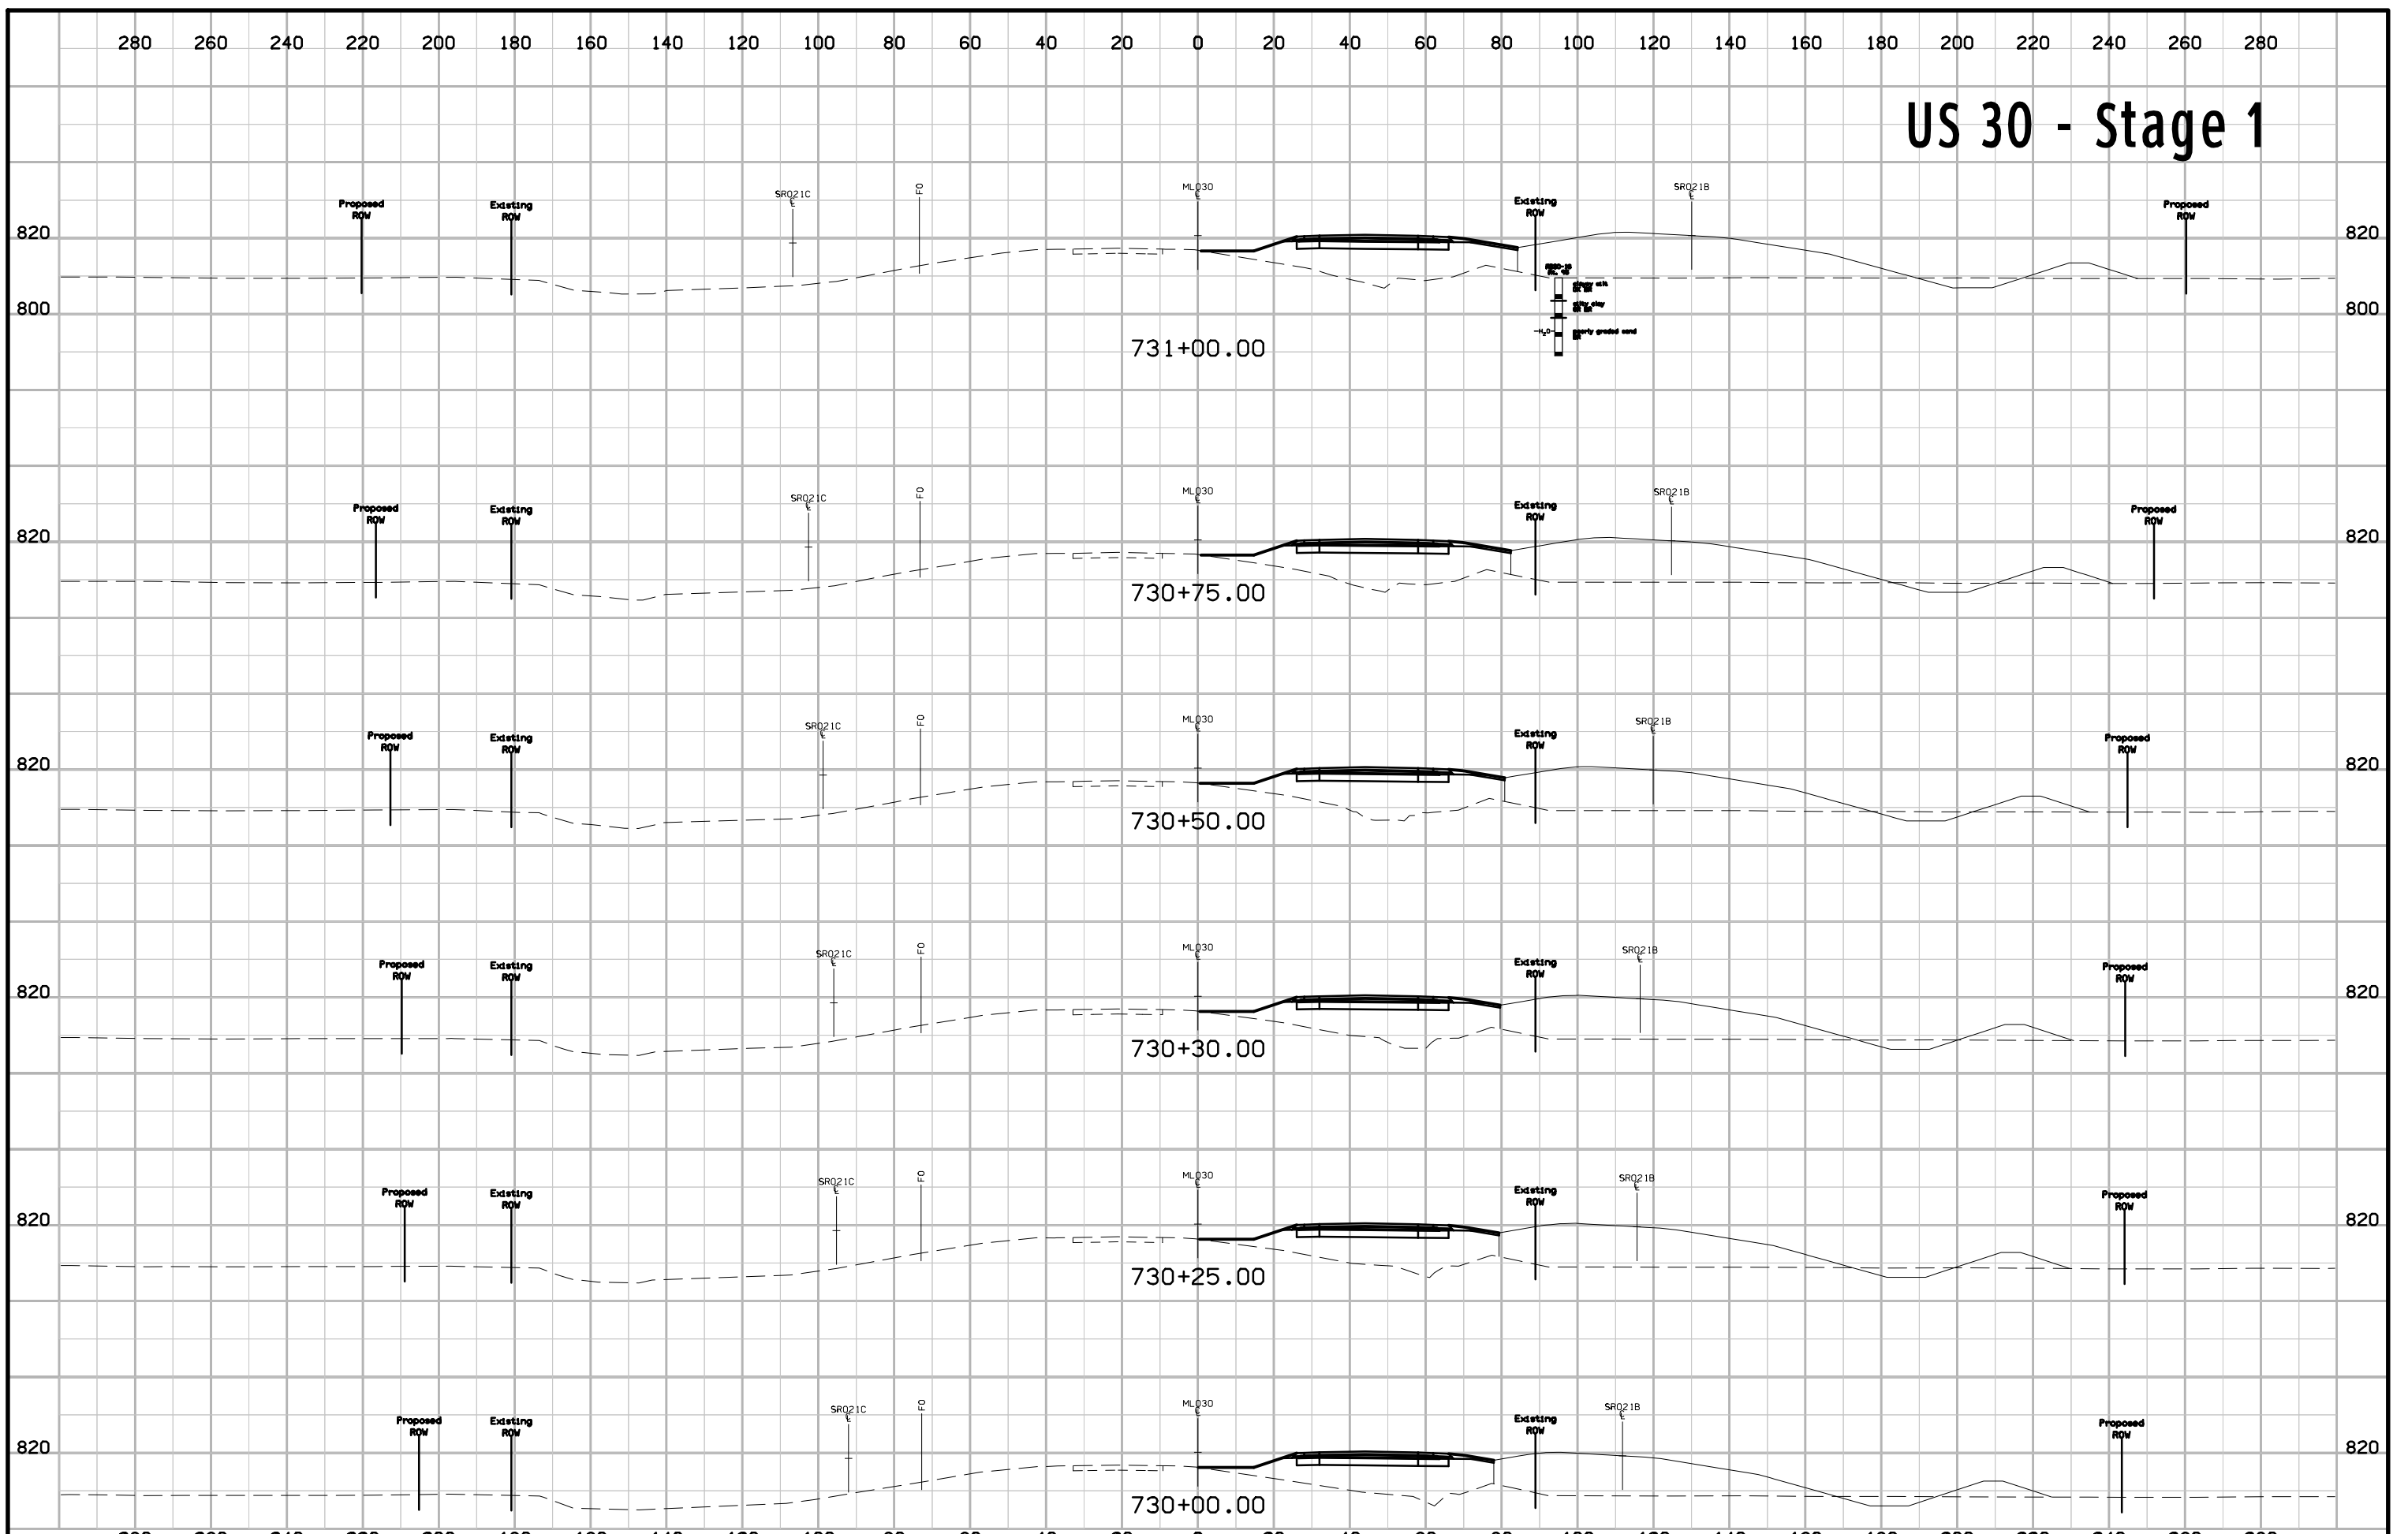 280 260 240 220 200 180 160 140 120 100 80 60 40 20 0 20 40 60 80 100 120 140 160 180 200 220 240 260 280
US 30 - Stage 1
Proposed ROW Existing ROW SR021C FO ML030 Existing ROW SR021B Proposed ROW
820 820
silty clay
800 800
H2O poorly graded sand
731+00.00
Proposed ROW Existing ROW SR021C FO ML030 Existing ROW SR021B Proposed ROW
820 820
730+75.00
Proposed ROW Existing ROW SR021C FO ML030 Existing ROW SR021B Proposed ROW
820 820
730+50.00
Proposed ROW Existing ROW SR021C FO ML030 Existing ROW SR021B Proposed ROW
820 820
730+30.00
Proposed ROW Existing ROW SR021C FO ML030 Existing ROW SR021B Proposed ROW
820 820
730+25.00
Proposed ROW Existing ROW SR021C FO ML030 Existing ROW SR021B Proposed ROW
820 820
730+00.00